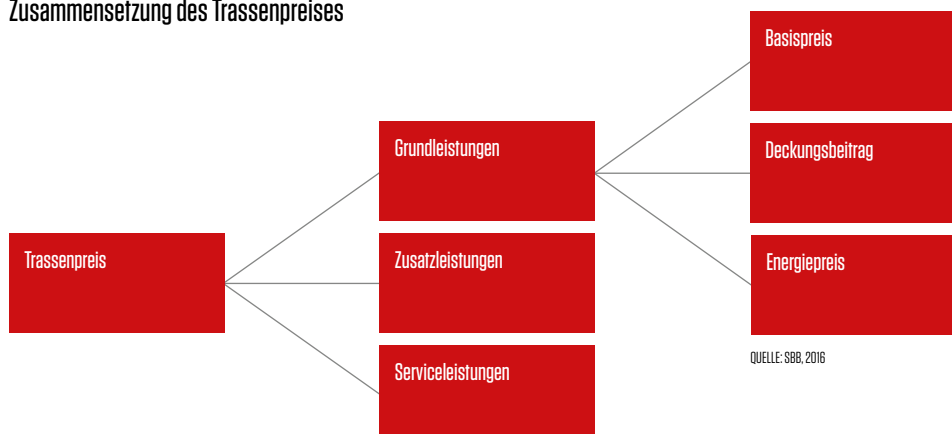 Zusammensetzung des Trassenpreises
Trassenpreis
Grundleistungen
Zusatzleistungen
Serviceleistungen
Basispreis
Deckungsbeitrag
Energiepreis
QUELLE: SBB, 2016